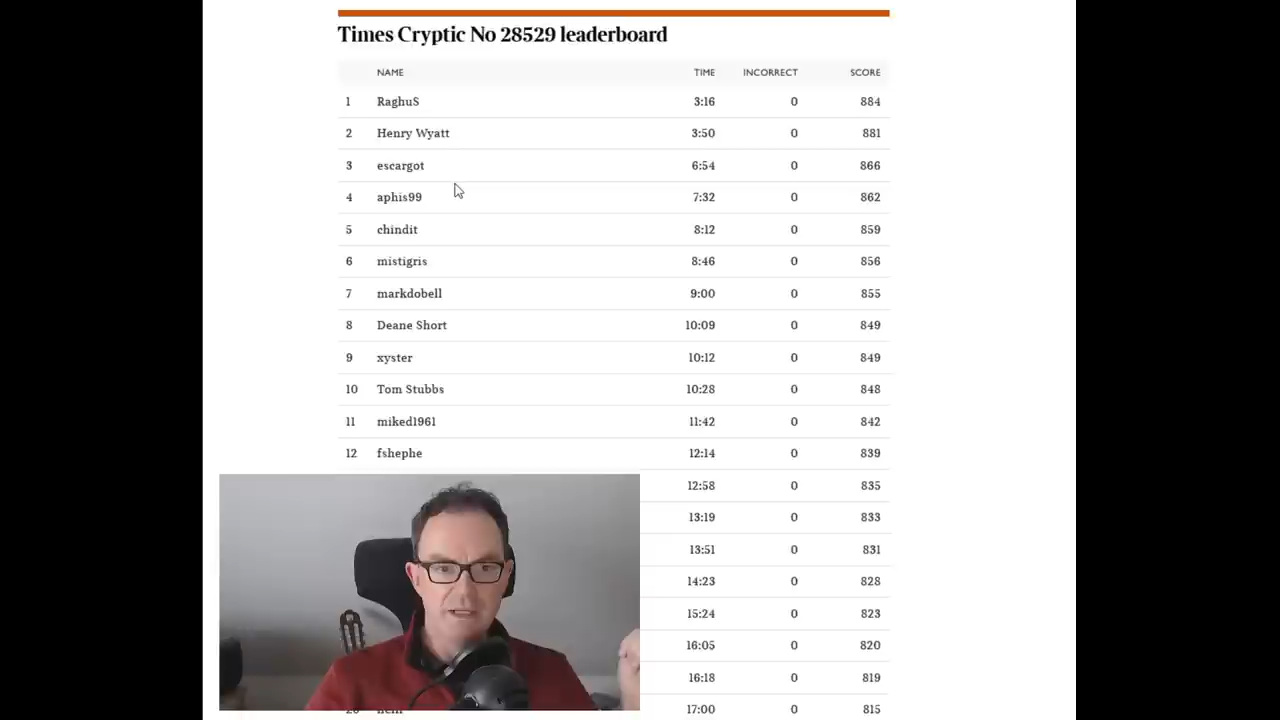 Times Cryptic No 28529 leaderboard
NAME TIME INCORRECT SCORE
1 RaghuS 3:16 0 884
2 Henry Wyatt 3:50 0 881
3 escargot 6:54 0 866
4 aphis99 7:32 0 862
5 chindit 8:12 0 859
6 mistigris 8:46 0 856
7 markdobell 9:00 0 855
8 Deane Short 10:09 0 849
9 xyster 10:12 0 849
10 Tom Stubbs 10:28 0 848
11 miked1961 11:42 0 842
12 fshephe 12:14 0 839
12:58 0 835
13:19 0 833
13:51 0 831
14:23 0 828
15:24 0 823
16:05 0 820
16:18 0 819
17:00 0 815